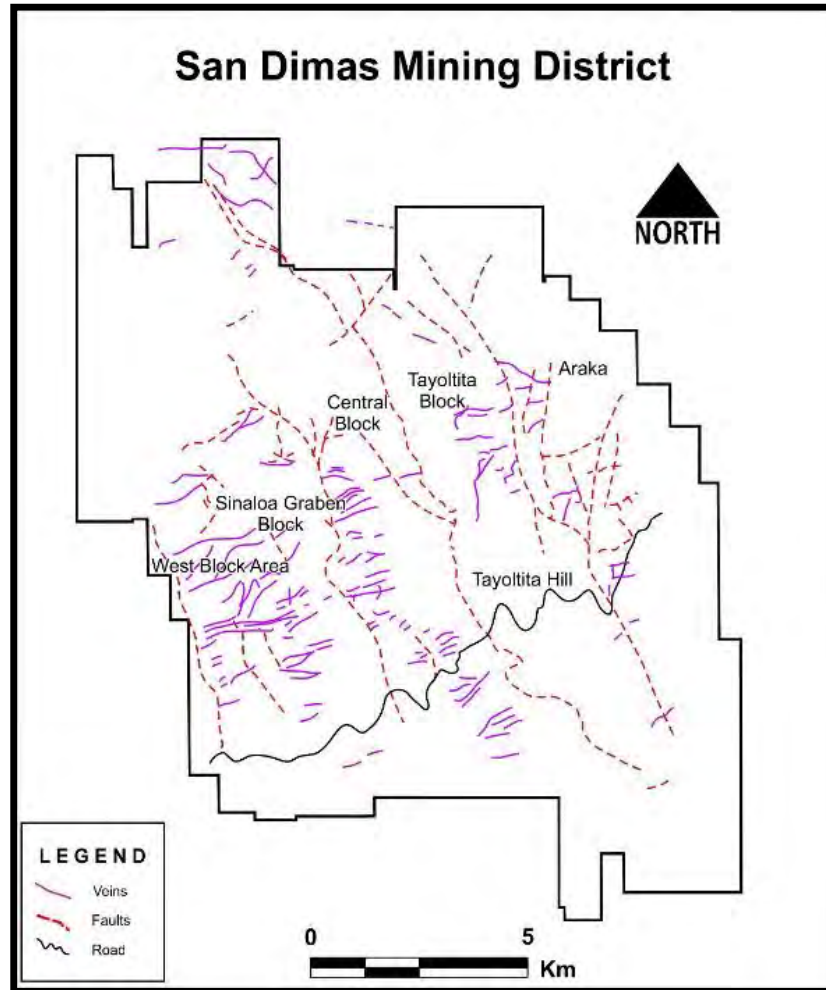 San Dimas Mining District
NORTH
Araka
Tayoltita
Block
Central
Block
Sinaloa Graben
Block
West Block Area
Tayoltita Hill
LEGEND
Veins
Faults
Road
0 5
Km